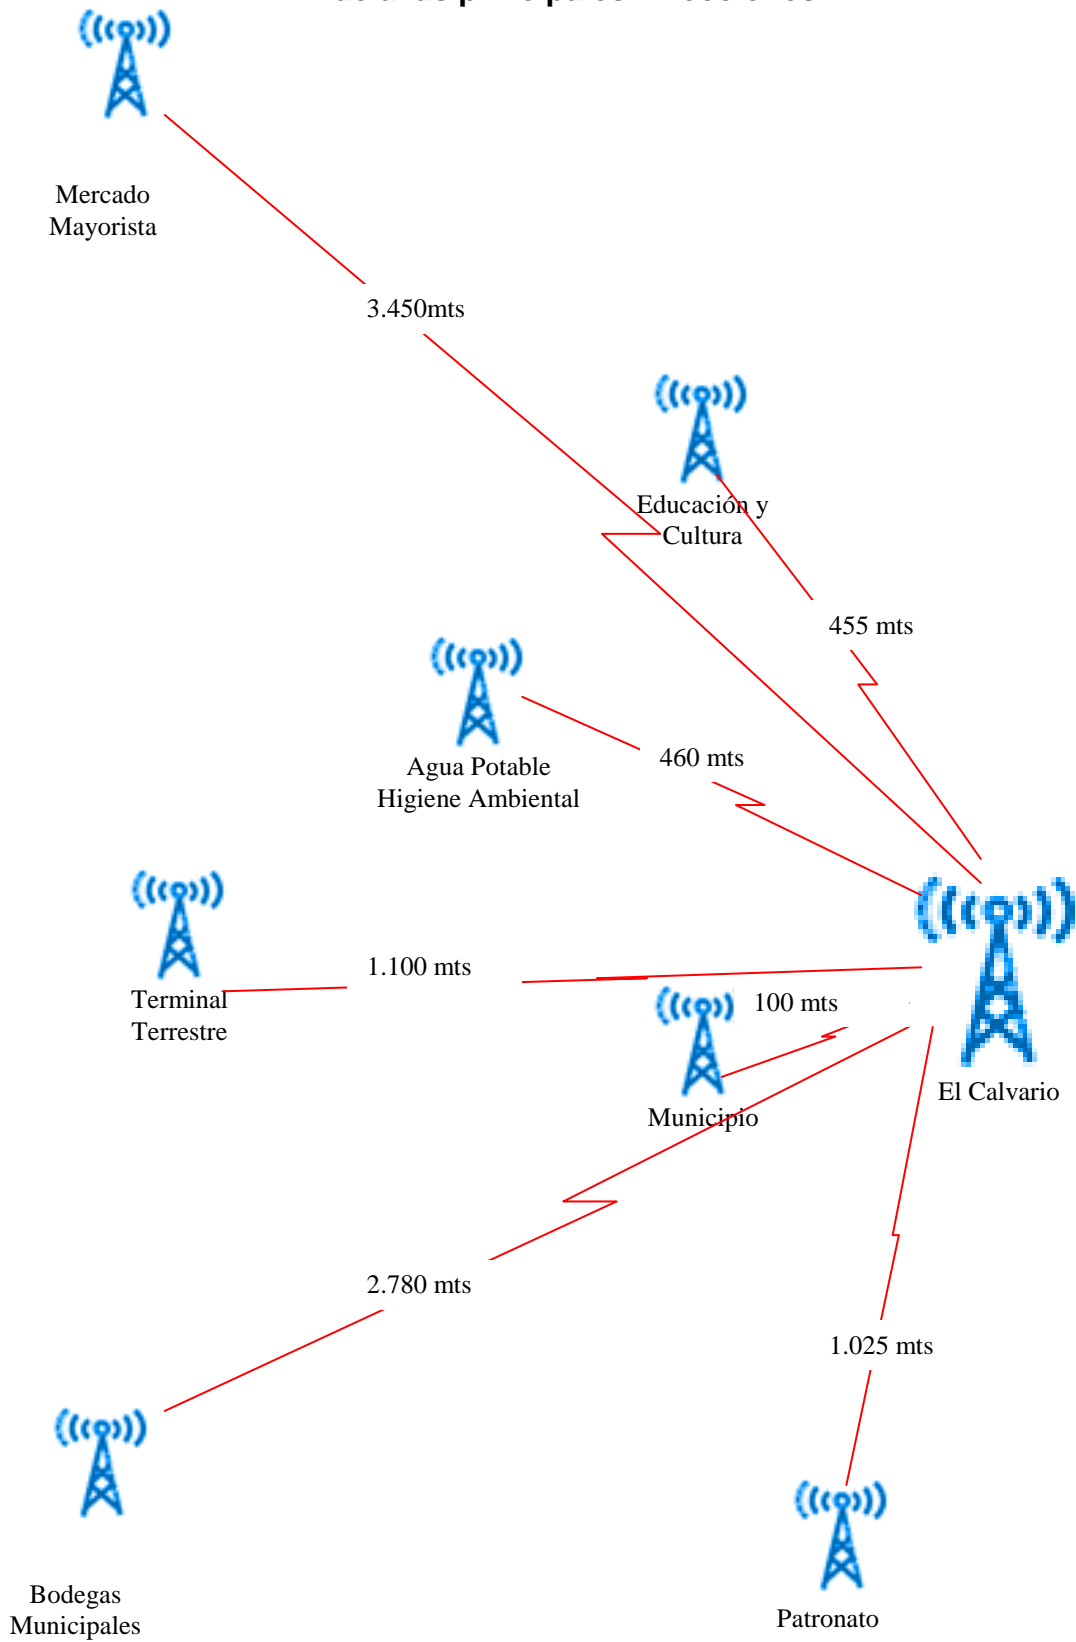 Mercado
Mayorista
3.450mts
Educación y
Cultura
455 mts
460 mts
Agua Potable
Higiene Ambiental
1.100 mts
Terminal
Terrestre
100 mts
Municipio
El Calvario
2.780 mts
1.025 mts
Bodegas
Municipales
Patronato